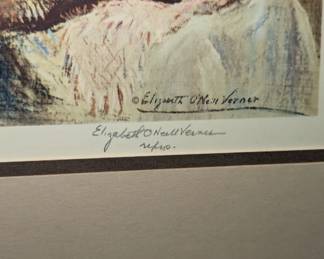 © Elizabeth O'Neill Verner
Elizabeth O'Neill Verner
repro.